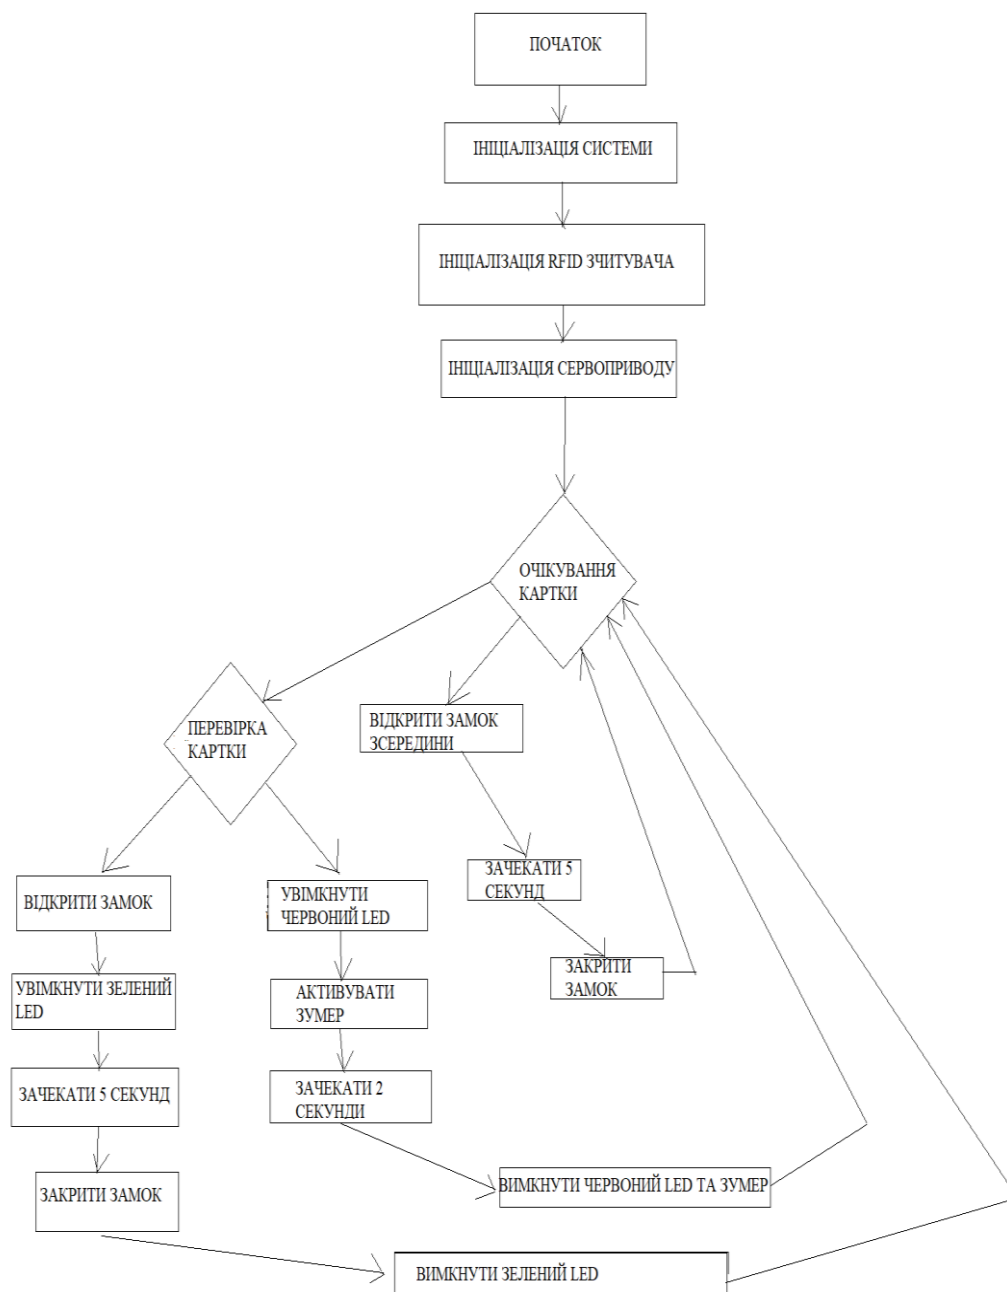 ПОЧАТОК
ІНІЦІАЛІЗАЦІЯ СИСТЕМИ
ІНІЦІАЛІЗАЦІЯ RFID ЗЧИТУВАЧА
ІНІЦІАЛІЗАЦІЯ СЕРВОПРИВОДУ
ОЧІКУВАННЯ
КАРТКИ
ПЕРЕВІРКА
КАРТКИ
ВІДКРИТИ ЗАМОК
ЗСЕРЕДИНИ
ВІДКРИТИ ЗАМОК
УВІМКНУТИ
ЧЕРВОНИЙ LED
ЗАЧЕКАТИ 5
СЕКУНД
УВІМКНУТИ ЗЕЛЕНИЙ
LED
АКТИВУВАТИ
ЗУМЕР
ЗАКРИТИ
ЗАМОК
ЗАЧЕКАТИ 5 СЕКУНД
ЗАЧЕКАТИ 2
СЕКУНДИ
ЗАКРИТИ ЗАМОК
ВИМКНУТИ ЧЕРВОНИЙ LED ТА ЗУМЕР
ВИМКНУТИ ЗЕЛЕНИЙ LED